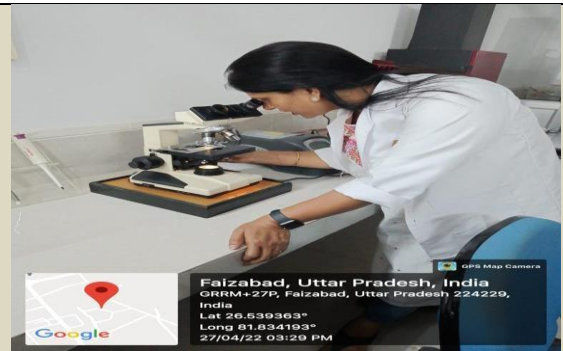 GPS Map Camera
Faizabad, Uttar Pradesh, India
GRRM+27P, Faizabad, Uttar Pradesh 224229,
India
Lat 26.539363°
Long 81.834193°
27/04/22 03:29 PM
Google